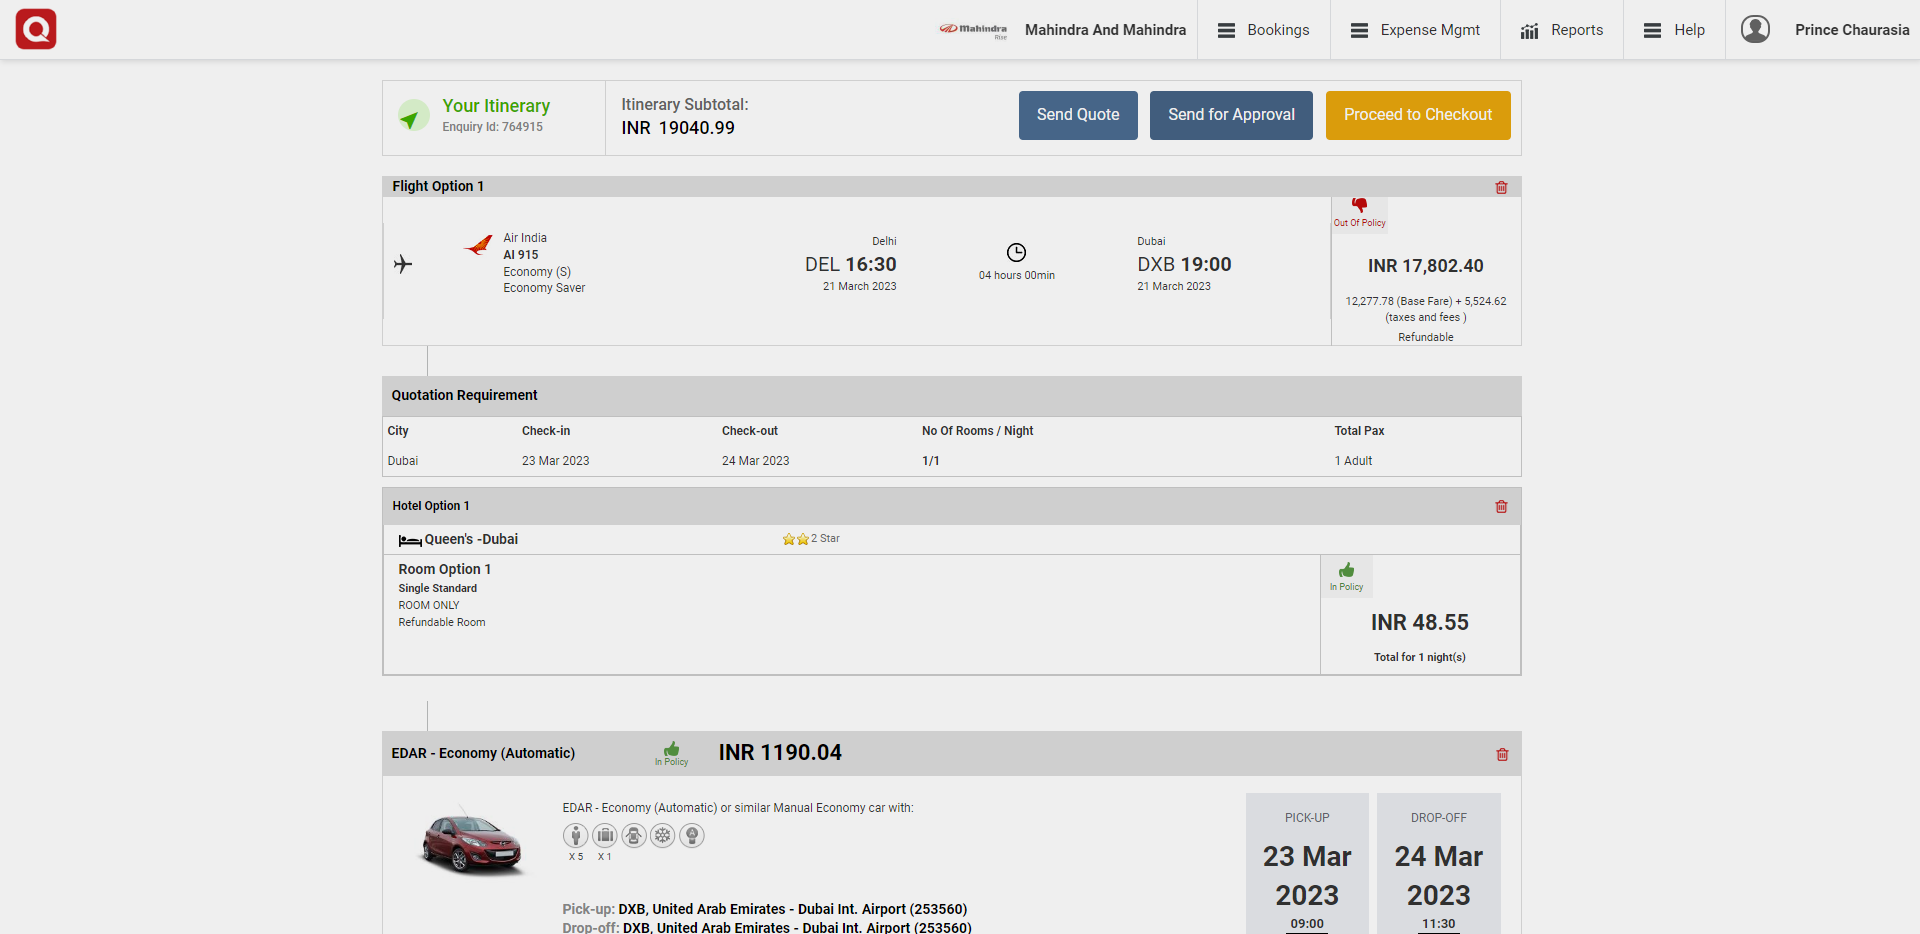 Mahindra
Rise
Mahindra And Mahindra
Bookings
Expense Mgmt
Reports
Help
Prince Chaurasia
Your Itinerary
Enquiry Id: 764915
Itinerary Subtotal:
INR 19040.99
Send Quote
Send for Approval
Proceed to Checkout
Flight Option 1
Out Of Policy
Air India
AI 915
Economy (S)
Economy Saver
Delhi
DEL 16:30
21 March 2023
04 hours 00min
Dubai
DXB 19:00
21 March 2023
INR 17,802.40
12,277.78 (Base Fare) + 5,524.62
(taxes and fees )
Refundable
Quotation Requirement
City Check-in Check-out No Of Rooms / Night Total Pax
Dubai 23 Mar 2023 24 Mar 2023 1/1 1 Adult
Hotel Option 1
Queen's -Dubai
2 Star
Room Option 1
Single Standard
ROOM ONLY
Refundable Room
In Policy
INR 48.55
Total for 1 night(s)
EDAR - Economy (Automatic)
In Policy
INR 1190.04
EDAR - Economy (Automatic) or similar Manual Economy car with:
X 5 X 1
Pick-up: DXB, United Arab Emirates - Dubai Int. Airport (253560)
Drop-off: DXB, United Arab Emirates - Dubai Int. Airport (253560)
PICK-UP
23 Mar
2023
09:00
DROP-OFF
24 Mar
2023
11:30